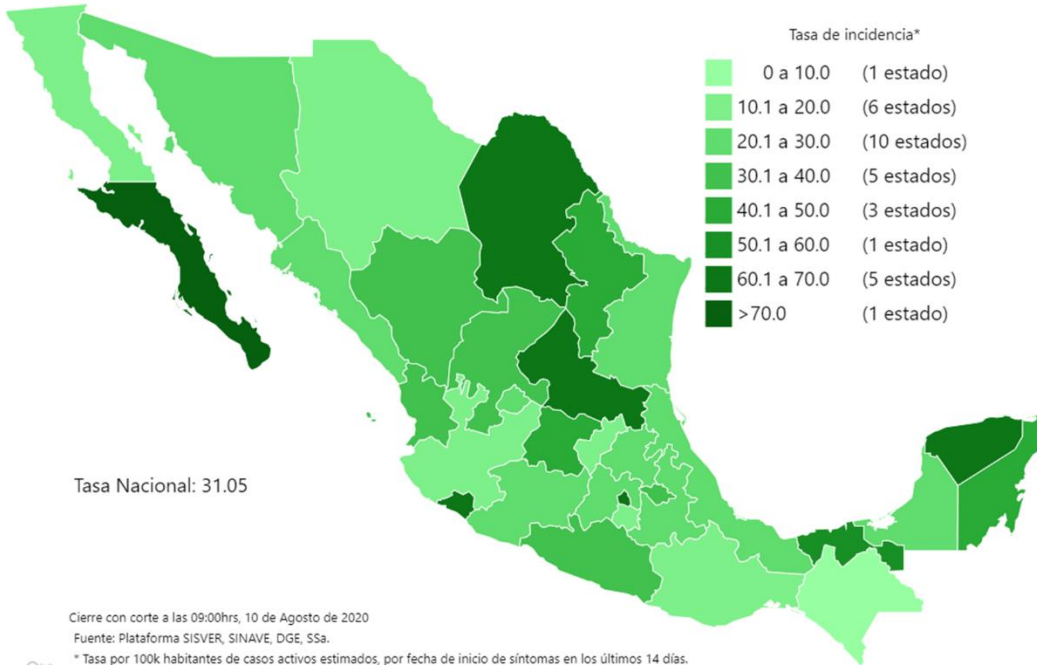 Tasa de incidencia*
0 a 10.0 (1 estado)
10.1 a 20.0 (6 estados)
20.1 a 30.0 (10 estados)
30.1 a 40.0 (5 estados)
40.1 a 50.0 (3 estados)
50.1 a 60.0 (1 estado)
60.1 a 70.0 (5 estados)
>70.0 (1 estado)
Tasa Nacional: 31.05
Cierre con corte a las 09:00hrs, 10 de Agosto de 2020
Fuente: Plataforma SISVER, SINAVE, DGE, SSa.
* Tasa por 100k habitantes de casos activos estimados, por fecha de inicio de síntomas en los últimos 14 días.